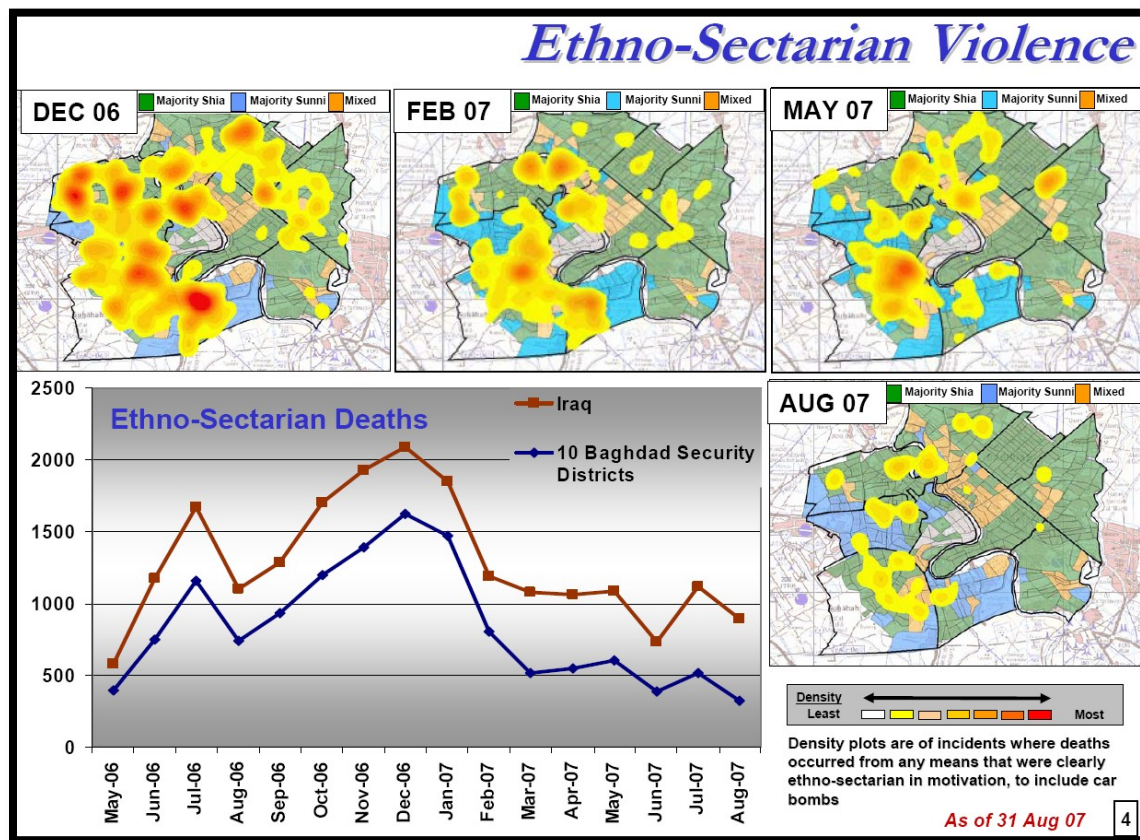 Ethno-Sectarian Violence
DEC 06
Majority Shia Majority Sunni Mixed
FEB 07
Majority Shia Majority Sunni Mixed
MAY 07
Majority Shia Majority Sunni Mixed
AUG 07
Majority Shia Majority Sunni Mixed
Ethno-Sectarian Deaths
Iraq
10 Baghdad Security
Districts
2500
2000
1500
1000
500
0
May-06
Jun-06
Jul-06
Aug-06
Sep-06
Oct-06
Nov-06
Dec-06
Jan-07
Feb-07
Mar-07
Apr-07
May-07
Jun-07
Jul-07
Aug-07
Density
Least Most
Density plots are of incidents where deaths
occurred from any means that were clearly
ethno-sectarian in motivation, to include car
bombs
As of 31 Aug 07
4